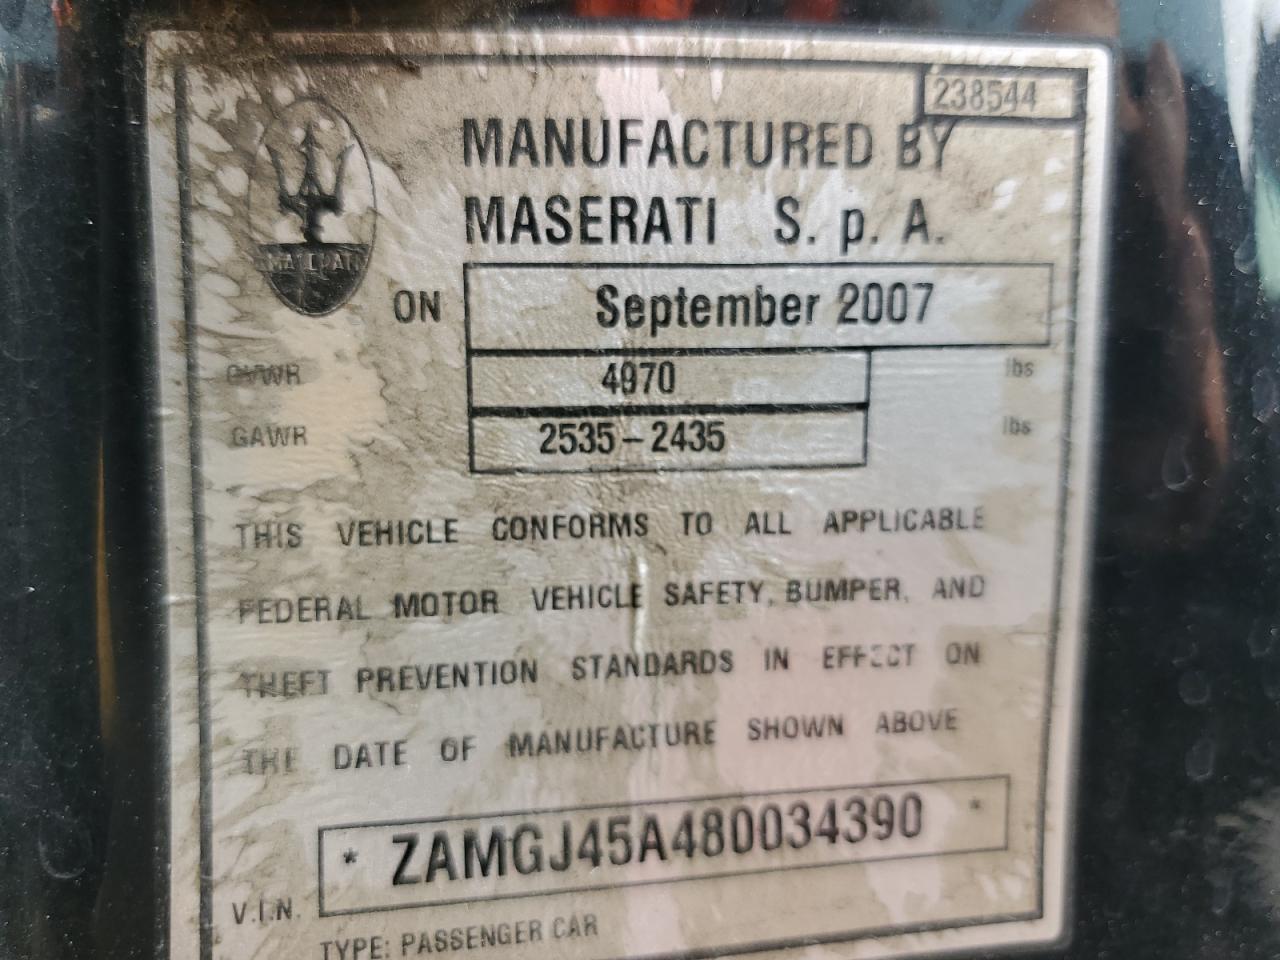 238544
MANUFACTURED BY
MASERATI S. p. A.
MASERATI
ON September 2007
GVWR 4970 lbs
GAWR 2535-2435 lbs
THIS VEHICLE CONFORMS TO ALL APPLICABLE
FEDERAL MOTOR VEHICLE SAFETY, BUMPER, AND
THEFT PREVENTION STANDARDS IN EFFECT ON
THE DATE OF MANUFACTURE SHOWN ABOVE
V.I.N. * ZAMGJ45A480034390 *
TYPE: PASSENGER CAR